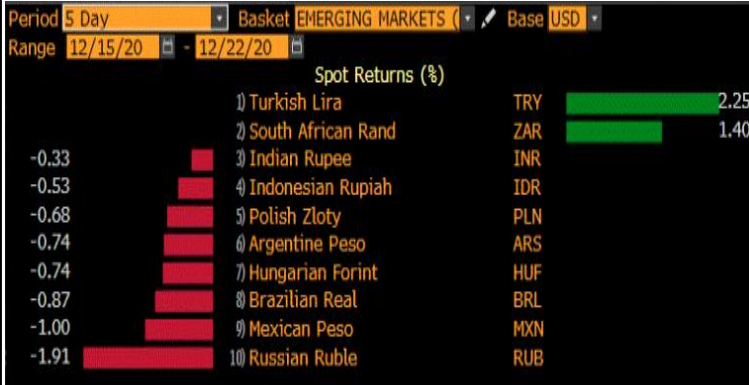 Period 5 Day Basket EMERGING MARKETS ( Base USD
Range 12/15/20 - 12/22/20
Spot Returns (%)
1) Turkish Lira TRY 2.25
2) South African Rand ZAR 1.40
-0.33 3) Indian Rupee INR
-0.53 4) Indonesian Rupiah IDR
-0.68 5) Polish Zloty PLN
-0.74 6) Argentine Peso ARS
-0.74 7) Hungarian Forint HUF
-0.87 8) Brazilian Real BRL
-1.00 9) Mexican Peso MXN
-1.91 10) Russian Ruble RUB